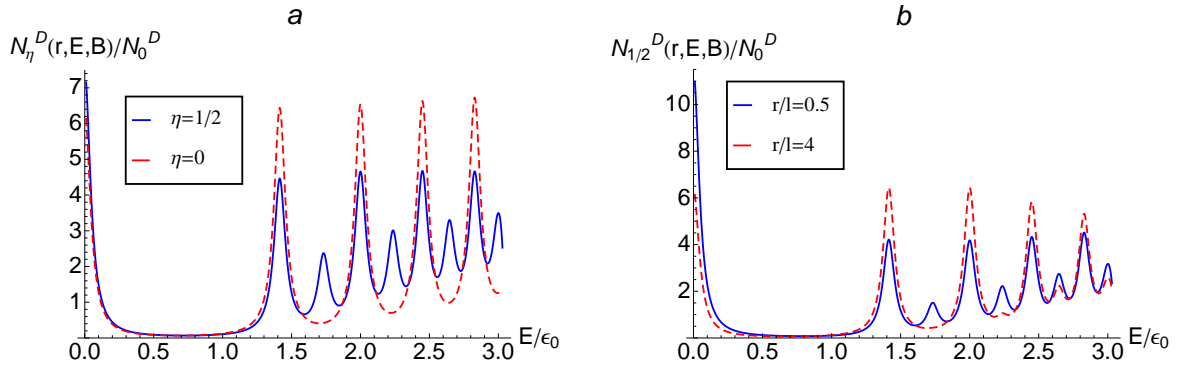 a
N_η^D(r,E,B)/N_0^D
7
6
5
4
3
2
1
η=1/2
η=0
0.0 0.5 1.0 1.5 2.0 2.5 3.0 E/ϵ_0
b
N_{1/2}^D(r,E,B)/N_0^D
10
8
6
4
2
r/l=0.5
r/l=4
0.0 0.5 1.0 1.5 2.0 2.5 3.0 E/ϵ_0